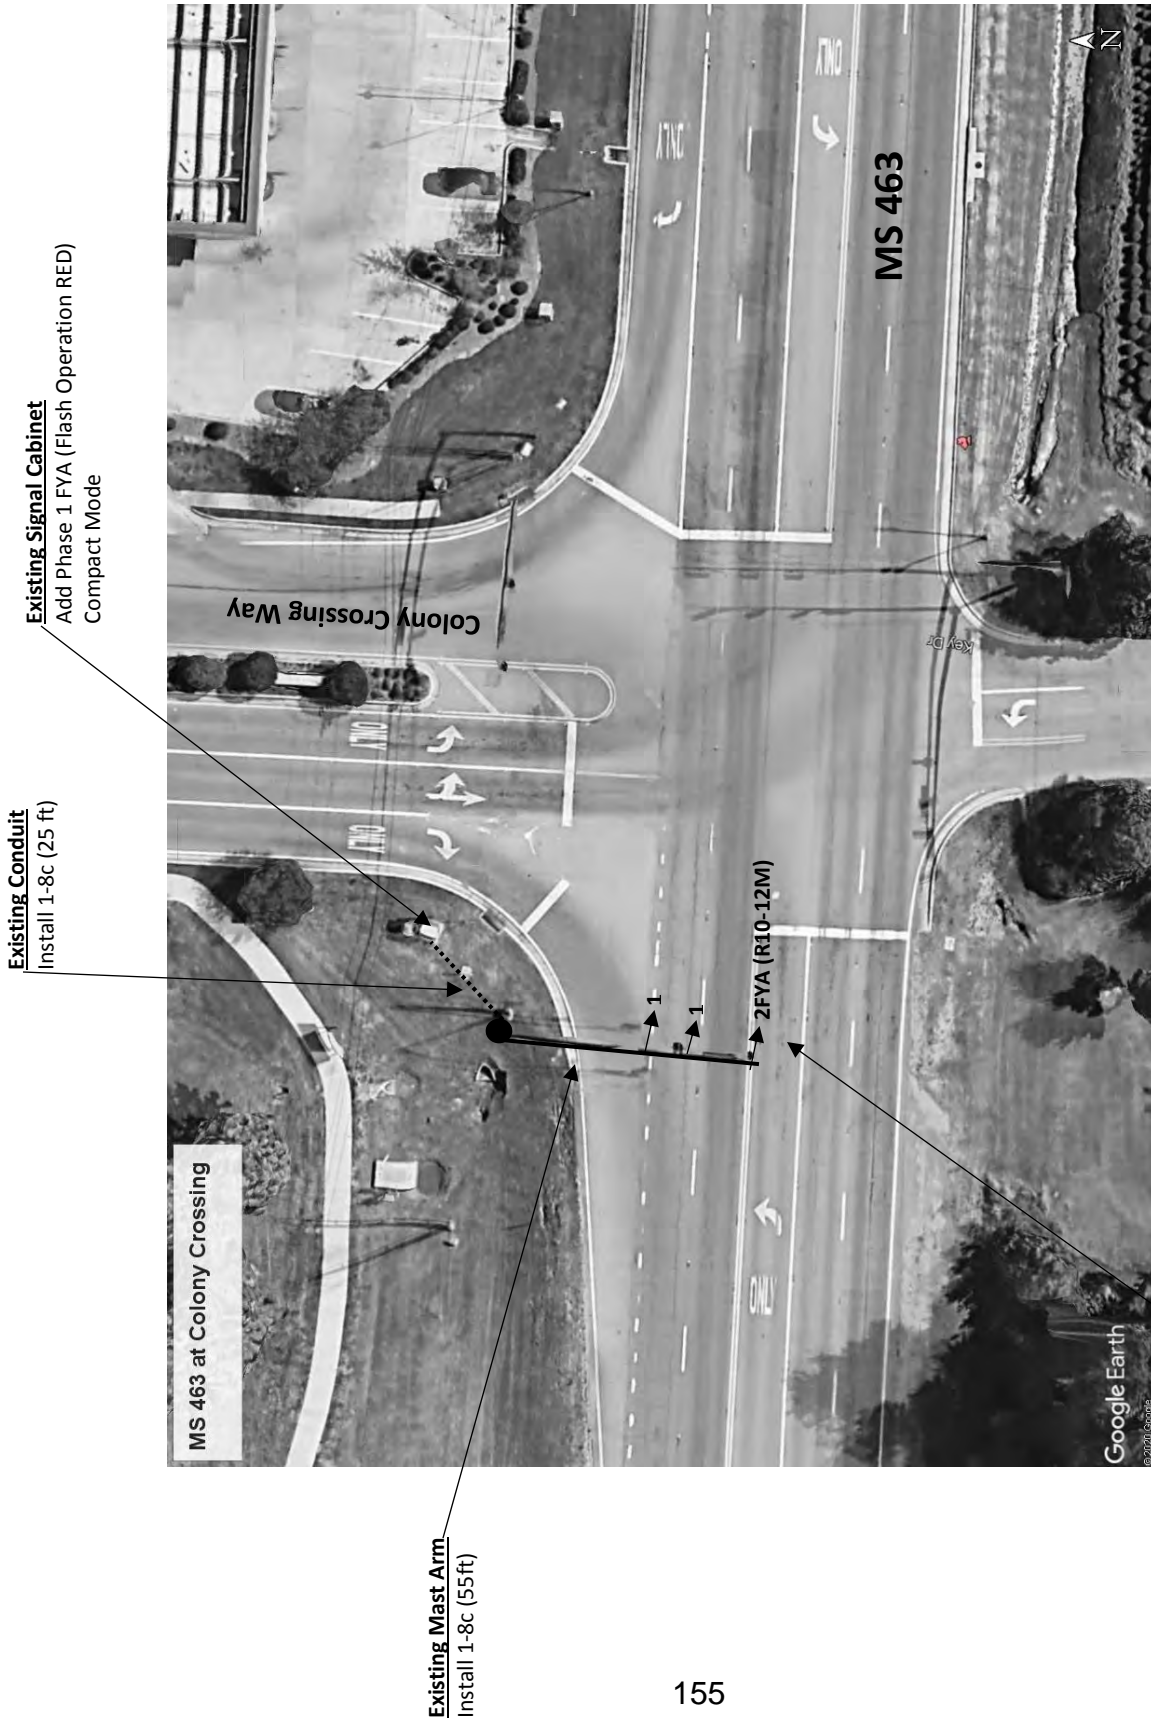 Existing Signal Cabinet
Add Phase 1 FYA (Flash Operation RED)
Compact Mode
Existing Conduit
Install 1-8c (25 ft)
Existing Mast Arm
Install 1-8c (55ft)
MS 463 at Colony Crossing
Colony Crossing Way
MS 463
Key Dr
ONLY
ONLY
ONLY
ONLY
ONLY
1
1
2FYA (R10-12M)
N
Google Earth
©2020 Google
155